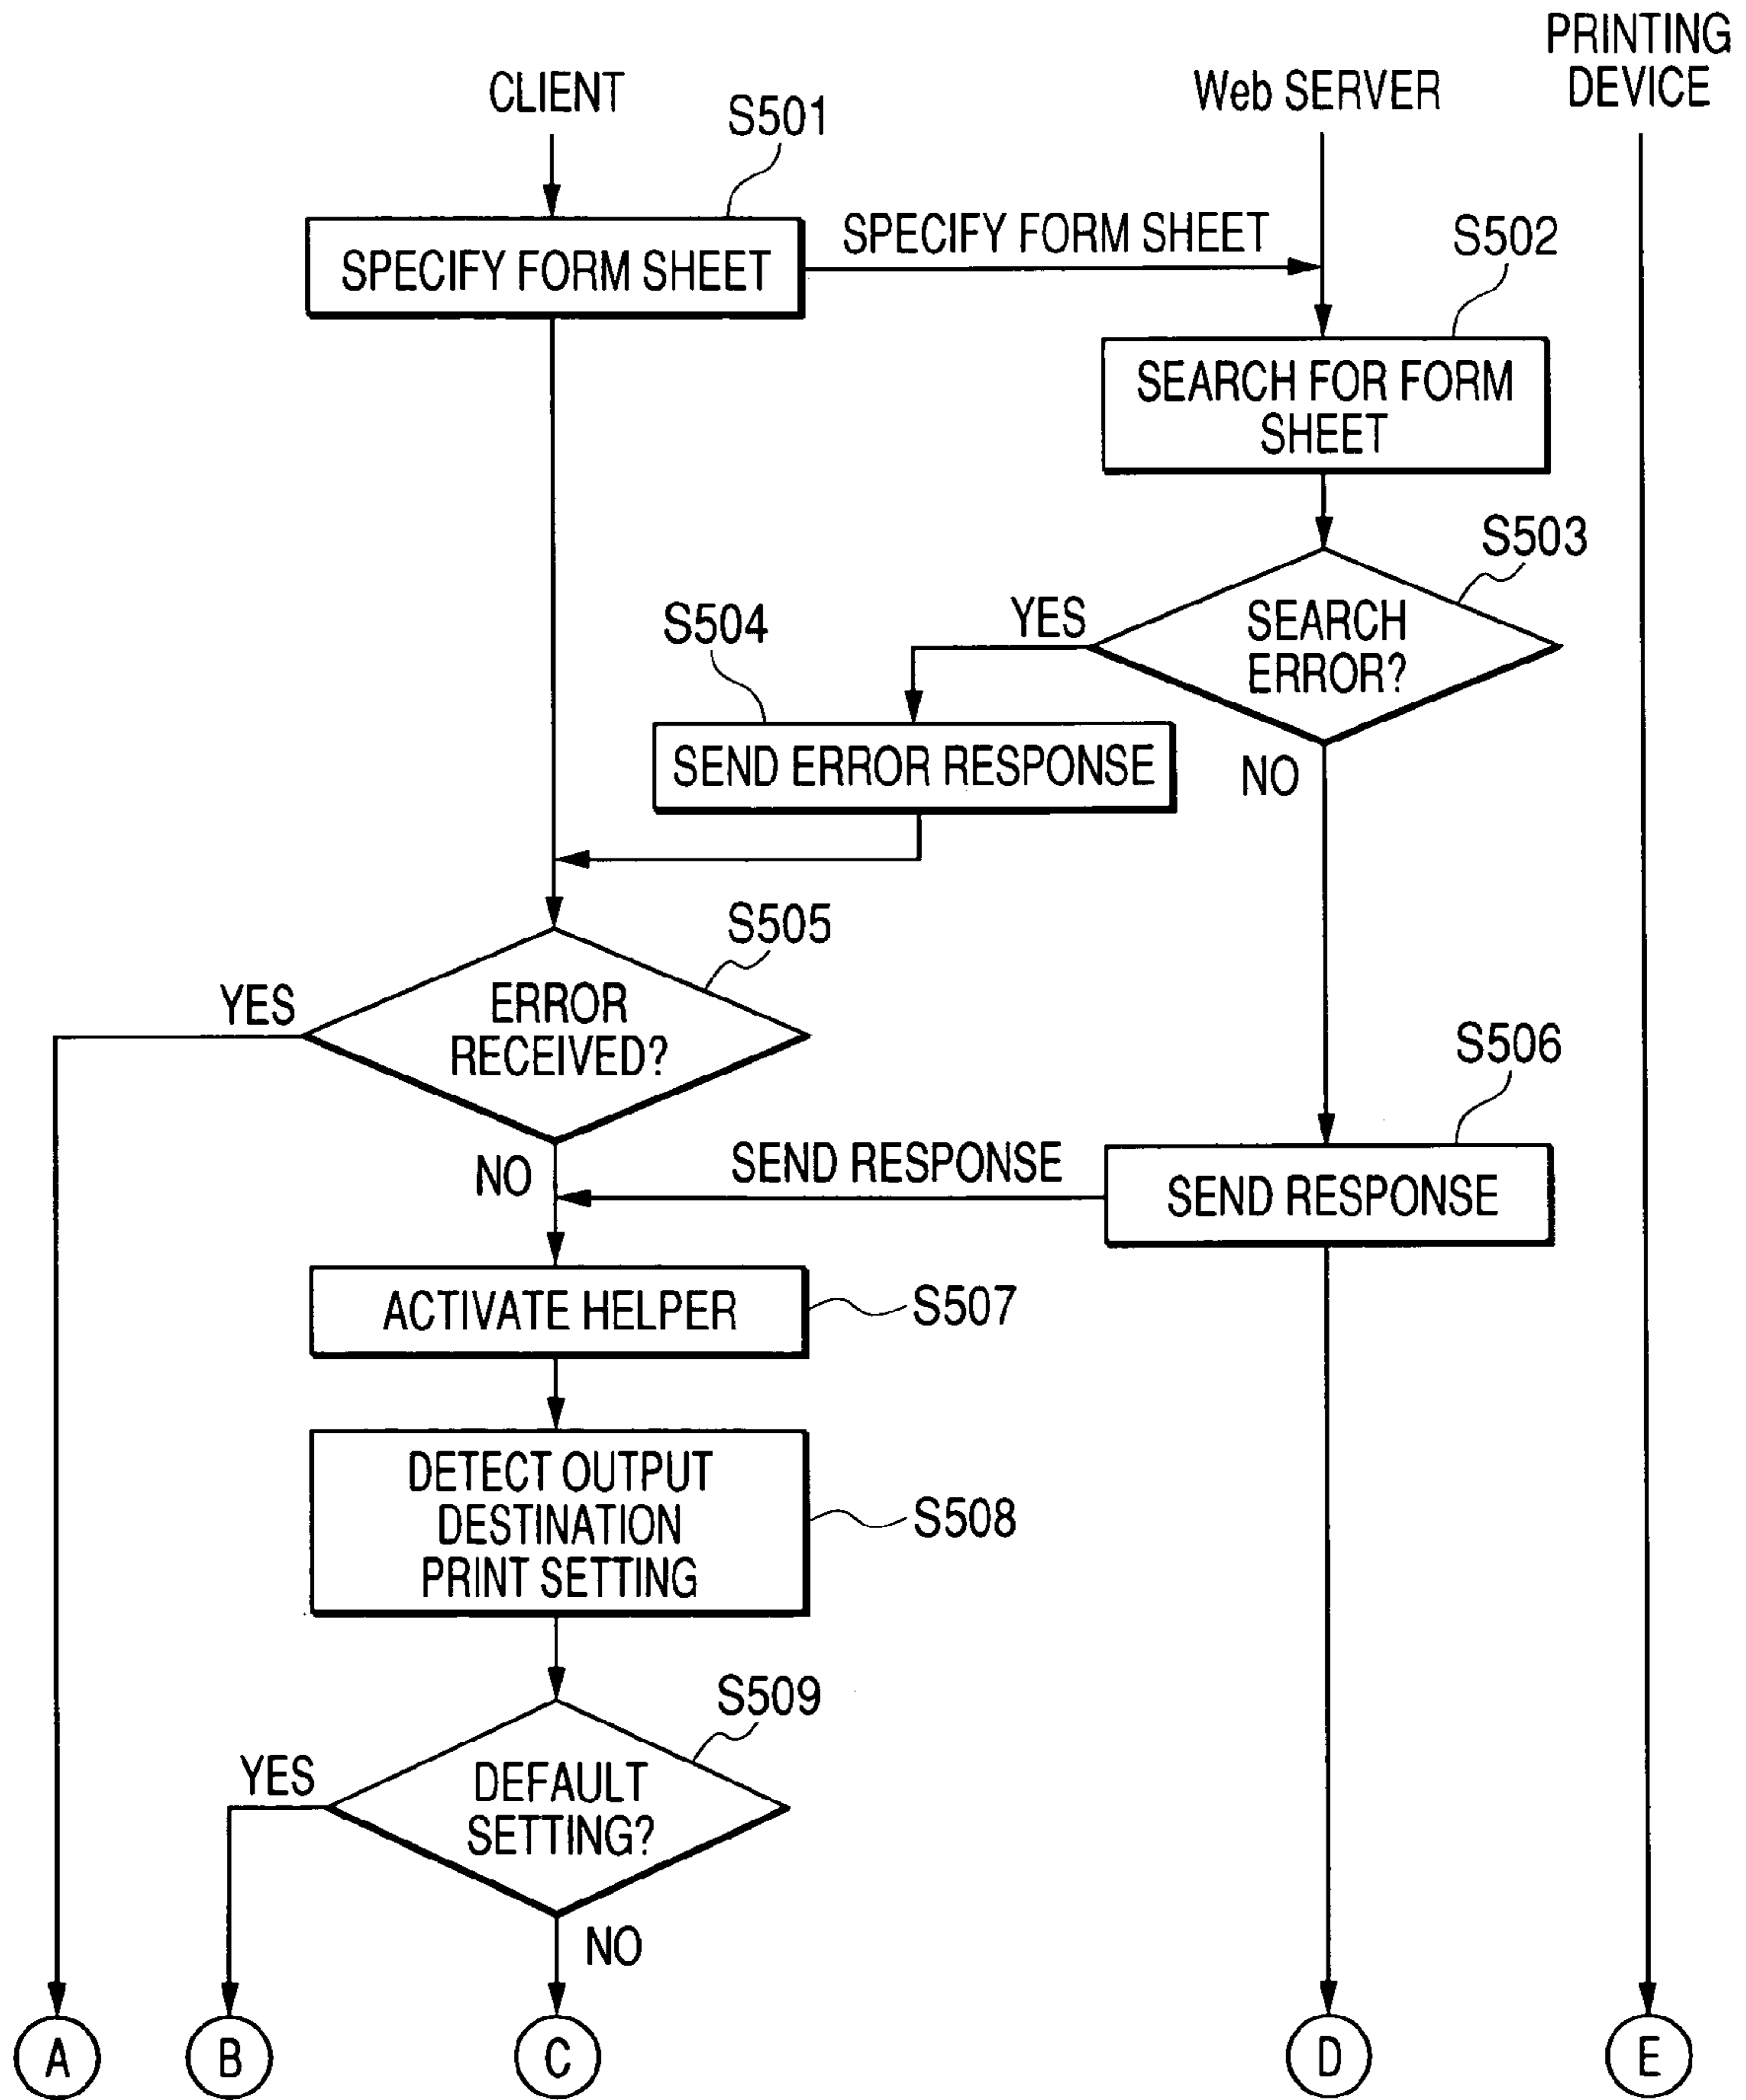 PRINTING
DEVICE
CLIENT
Web SERVER
S501
SPECIFY FORM SHEET
SPECIFY FORM SHEET
S502
SEARCH FOR FORM
SHEET
S503
SEARCH
ERROR?
YES
S504
SEND ERROR RESPONSE
NO
S505
ERROR
RECEIVED?
YES
NO
S506
SEND RESPONSE
SEND RESPONSE
ACTIVATE HELPER
S507
DETECT OUTPUT
DESTINATION
PRINT SETTING
S508
S509
DEFAULT
SETTING?
YES
NO
A
B
C
D
E